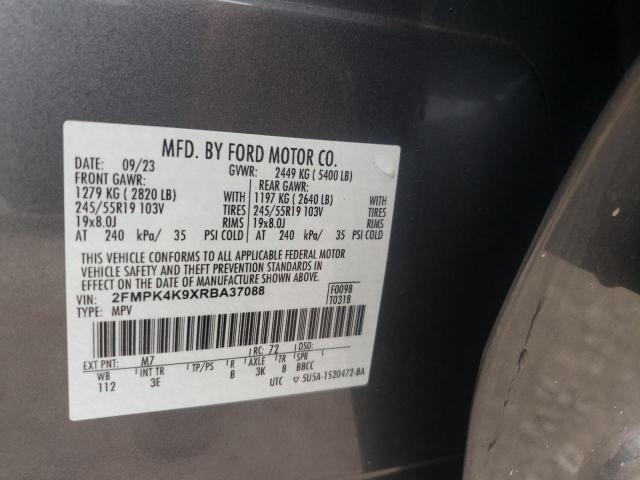 MFD. BY FORD MOTOR CO.
DATE: 09/23 GVWR: 2449 KG ( 5400 LB)
FRONT GAWR: REAR GAWR:
1279 KG ( 2820 LB) WITH 1197 KG ( 2640 LB) WITH
245/55R19 103V TIRES 245/55R19 103V TIRES
19x8.0J RIMS 19x8.0J RIMS
AT 240 kPa/ 35 PSI COLD AT 240 kPa/ 35 PSI COLD
THIS VEHICLE CONFORMS TO ALL APPLICABLE FEDERAL MOTOR
VEHICLE SAFETY AND THEFT PREVENTION STANDARDS IN
EFFECT ON THE DATE OF MANUFACTURE SHOWN ABOVE.
VIN: 2FMPK4K9XRBA37088 F0098
TYPE: MPV T0318
EXT PNT: M7 RC: 72 DSO:
WB INT TR TP/PS R AXLE TR SPR
112 3E B 3K 8 BBCC
UTC 5U5A-1520472-BA